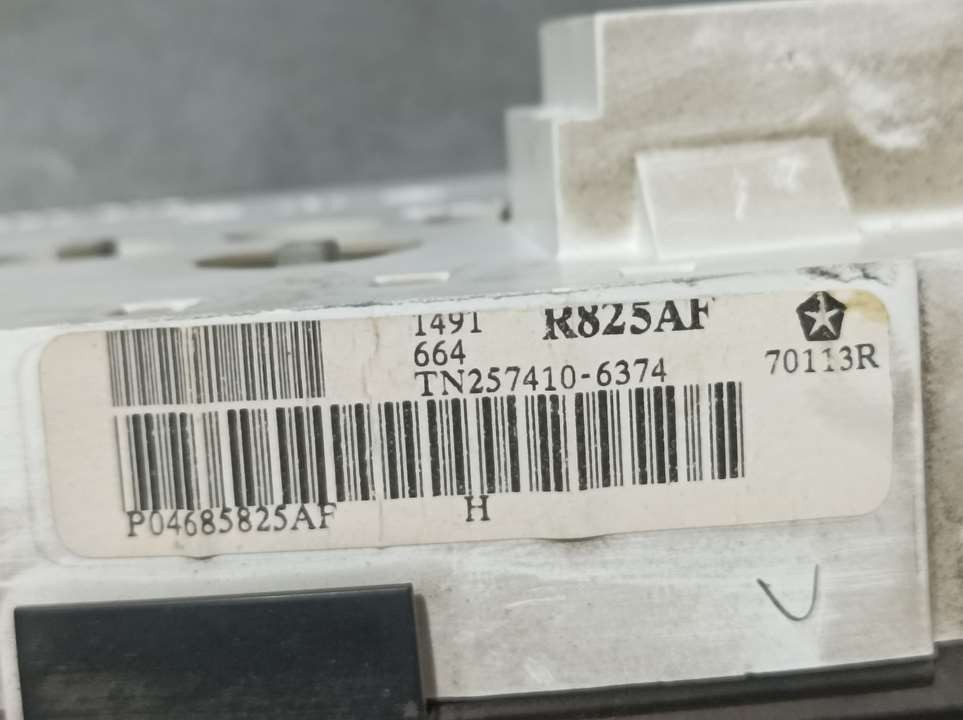 1491 R825AF
664
TN257410-6374
70113R
P04685825AF H